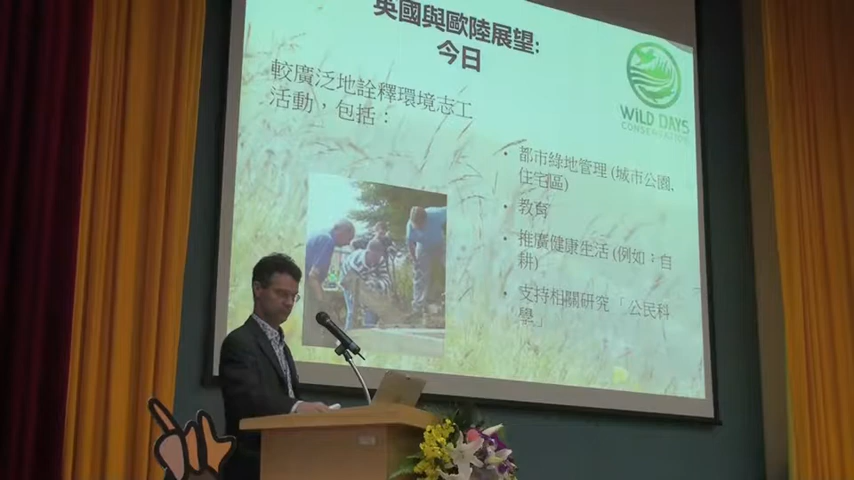 英國與歐陸展望:
今日
較廣泛地詮釋環境志工
活動，包括：
WiLD DAYS
CONSERVATION
• 都市綠地管理 (城市公園,
住宅區)
• 教育
• 推廣健康生活 (例如：自
耕)
• 支持相關研究「公民科
學」